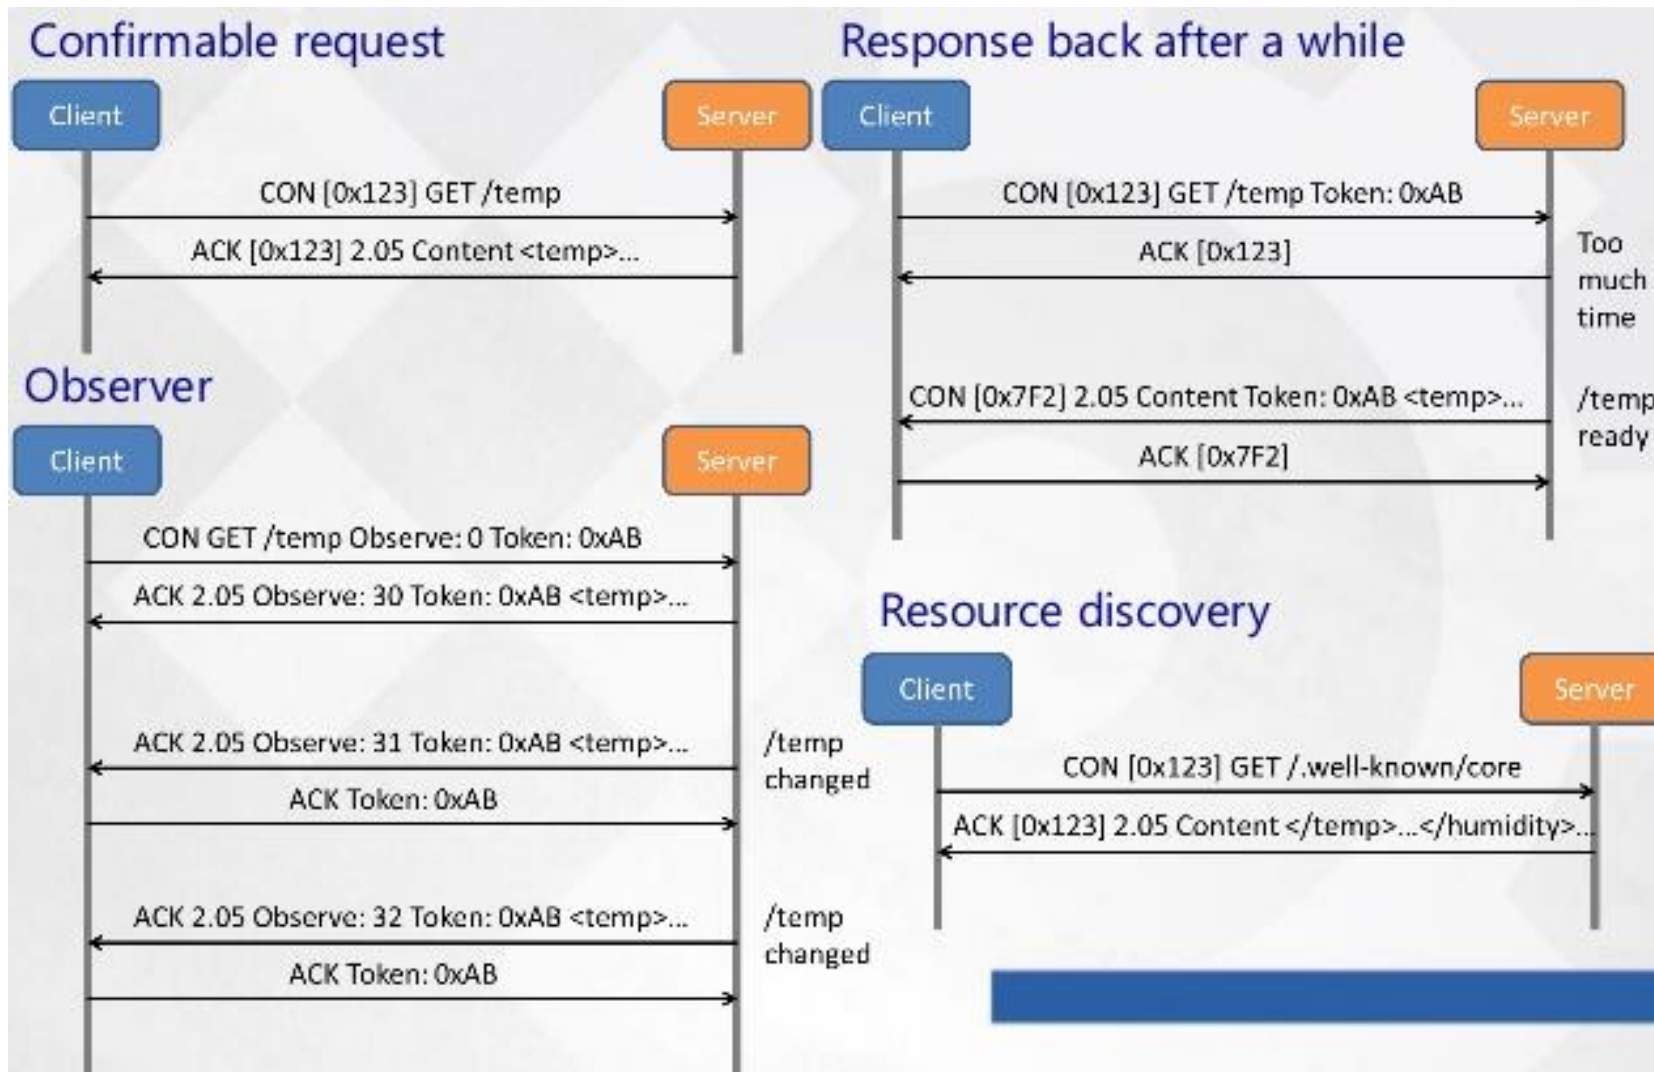 Confirmable request
Client
Server
CON [0x123] GET /temp
ACK [0x123] 2.05 Content <temp>...
Observer
Client
Server
CON GET /temp Observe: 0 Token: 0xAB
ACK 2.05 Observe: 30 Token: 0xAB <temp>...
ACK 2.05 Observe: 31 Token: 0xAB <temp>...
/temp
changed
ACK Token: 0xAB
ACK 2.05 Observe: 32 Token: 0xAB <temp>...
/temp
changed
ACK Token: 0xAB
Response back after a while
Client
Server
CON [0x123] GET /temp Token: 0xAB
ACK [0x123]
Too
much
time
CON [0x7F2] 2.05 Content Token: 0xAB <temp>...
/temp
ready
ACK [0x7F2]
Resource discovery
Client
Server
CON [0x123] GET /.well-known/core
ACK [0x123] 2.05 Content </temp>...</humidity>...